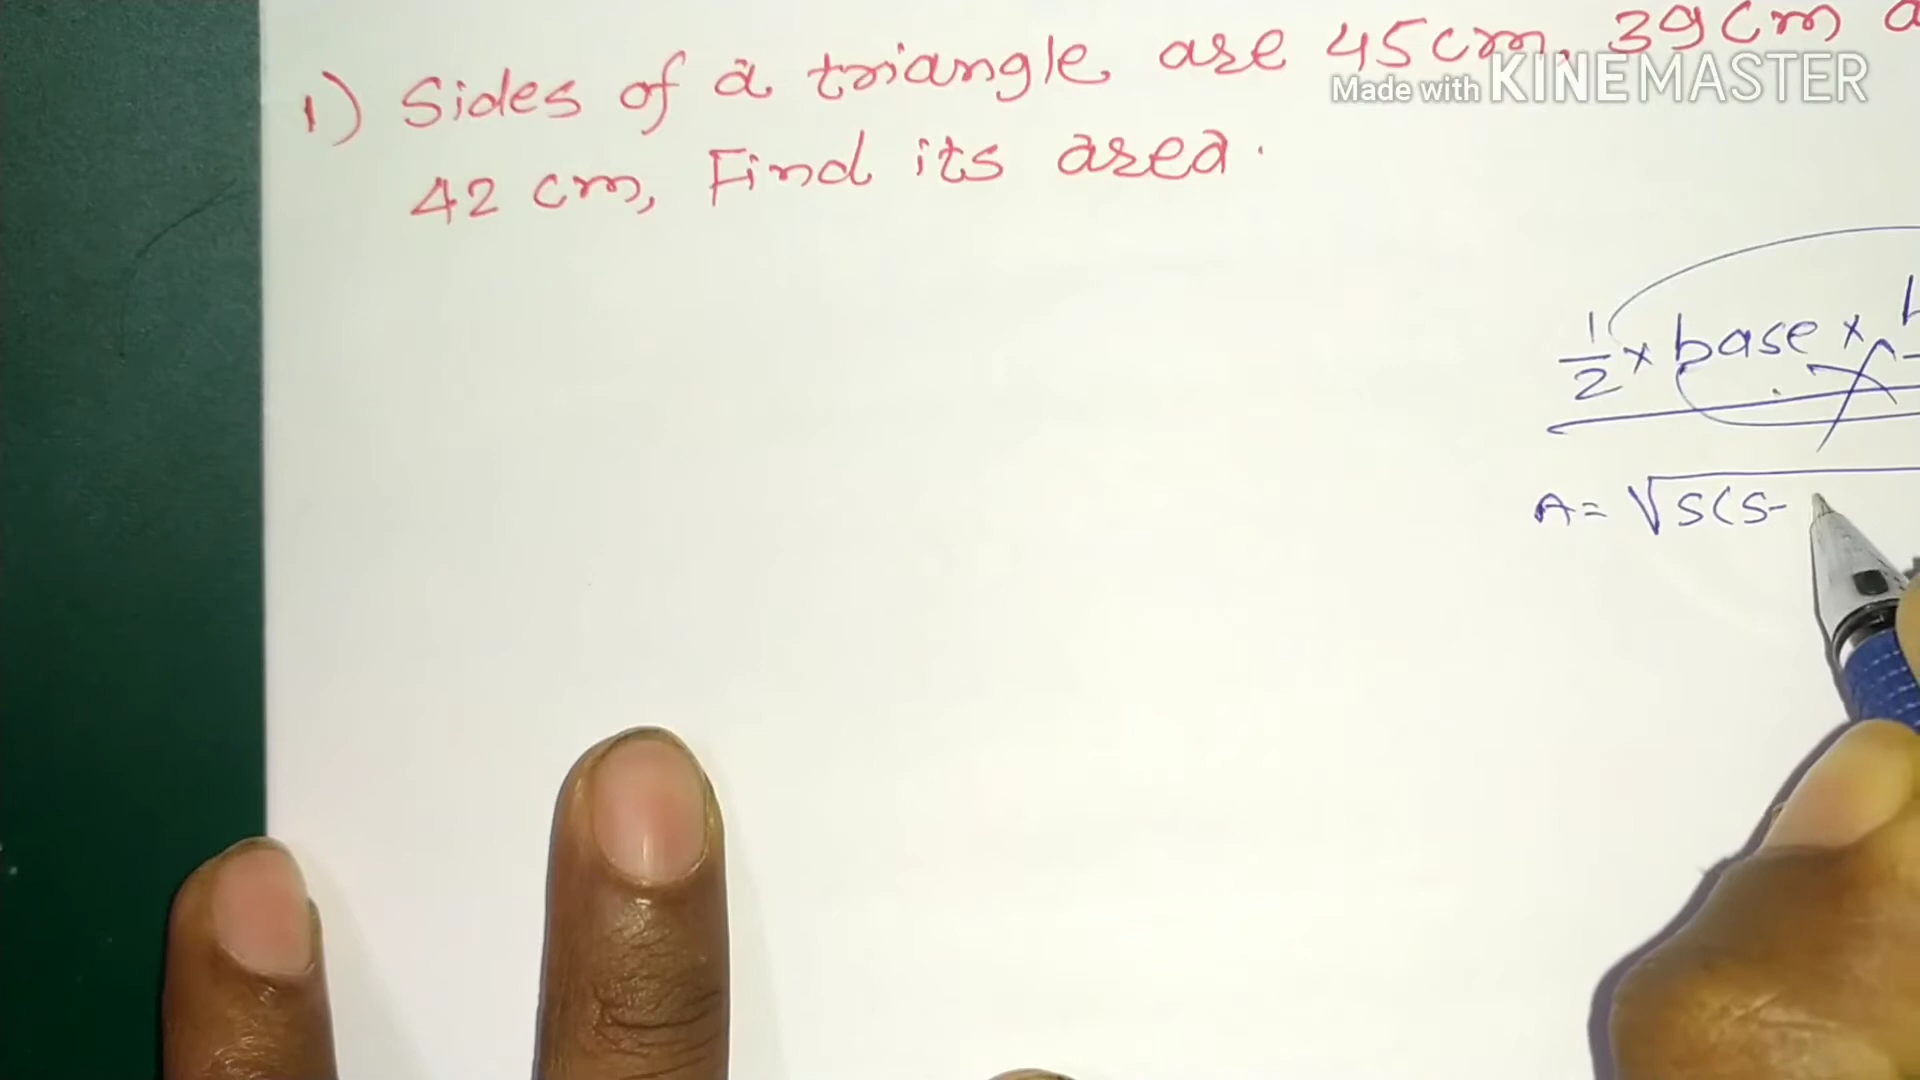 1) Sides of a triangle are 45cm, 39cm
Made with KINEMASTER
42 cm, Find its area.
1/2 × base ×
A = √s(s-